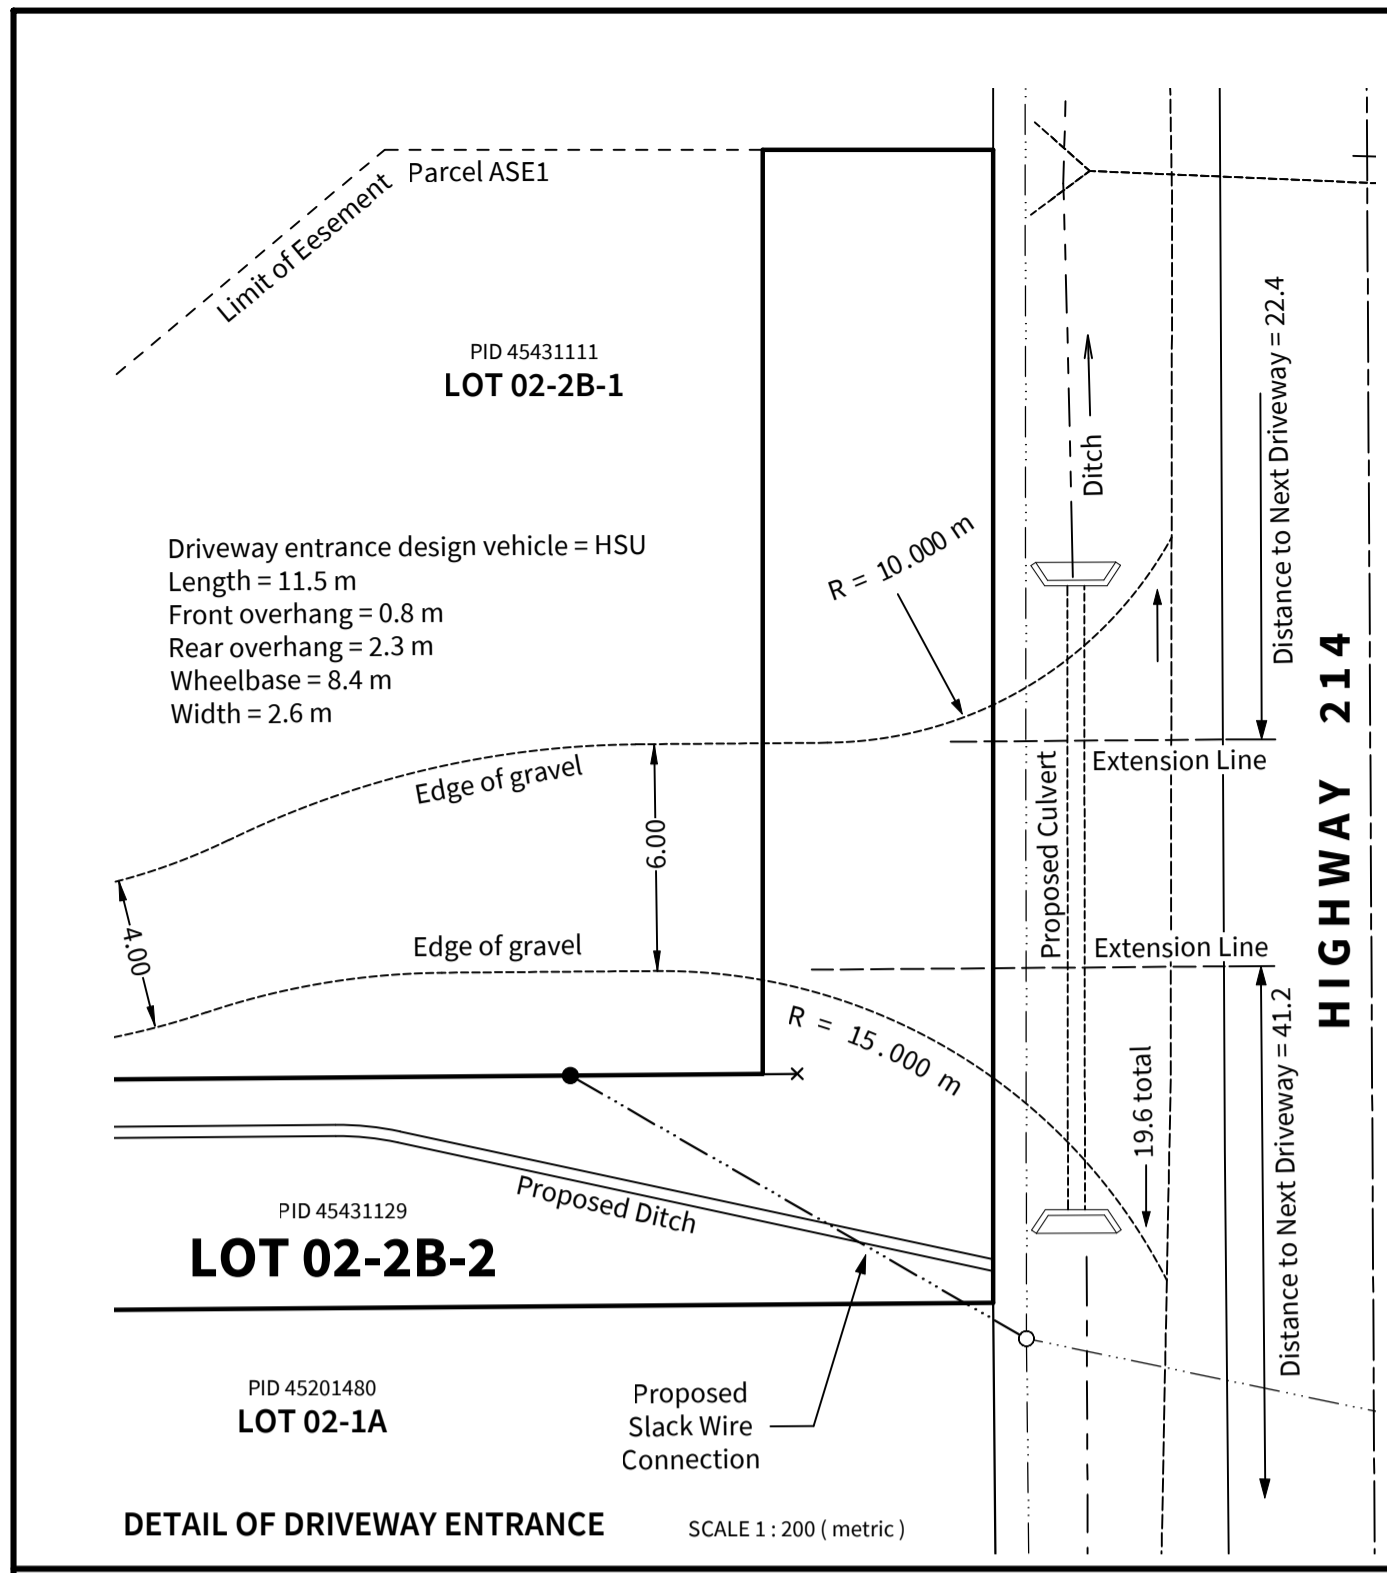 Parcel ASE1
Limit of Eesement
PID 45431111
LOT 02-2B-1
Distance to Next Driveway = 22.4
Ditch
Driveway entrance design vehicle = HSU
Length = 11.5 m
Front overhang = 0.8 m
Rear overhang = 2.3 m
Wheelbase = 8.4 m
Width = 2.6 m
R = 10.000 m
HIGHWAY 214
Edge of gravel
6.00
Proposed Culvert
Extension Line
4.00
Edge of gravel
Extension Line
R = 15.000 m
19.6 total
Distance to Next Driveway = 41.2
Proposed Ditch
PID 45431129
LOT 02-2B-2
PID 45201480
LOT 02-1A
Proposed
Slack Wire
Connection
DETAIL OF DRIVEWAY ENTRANCE
SCALE 1 : 200 ( metric )